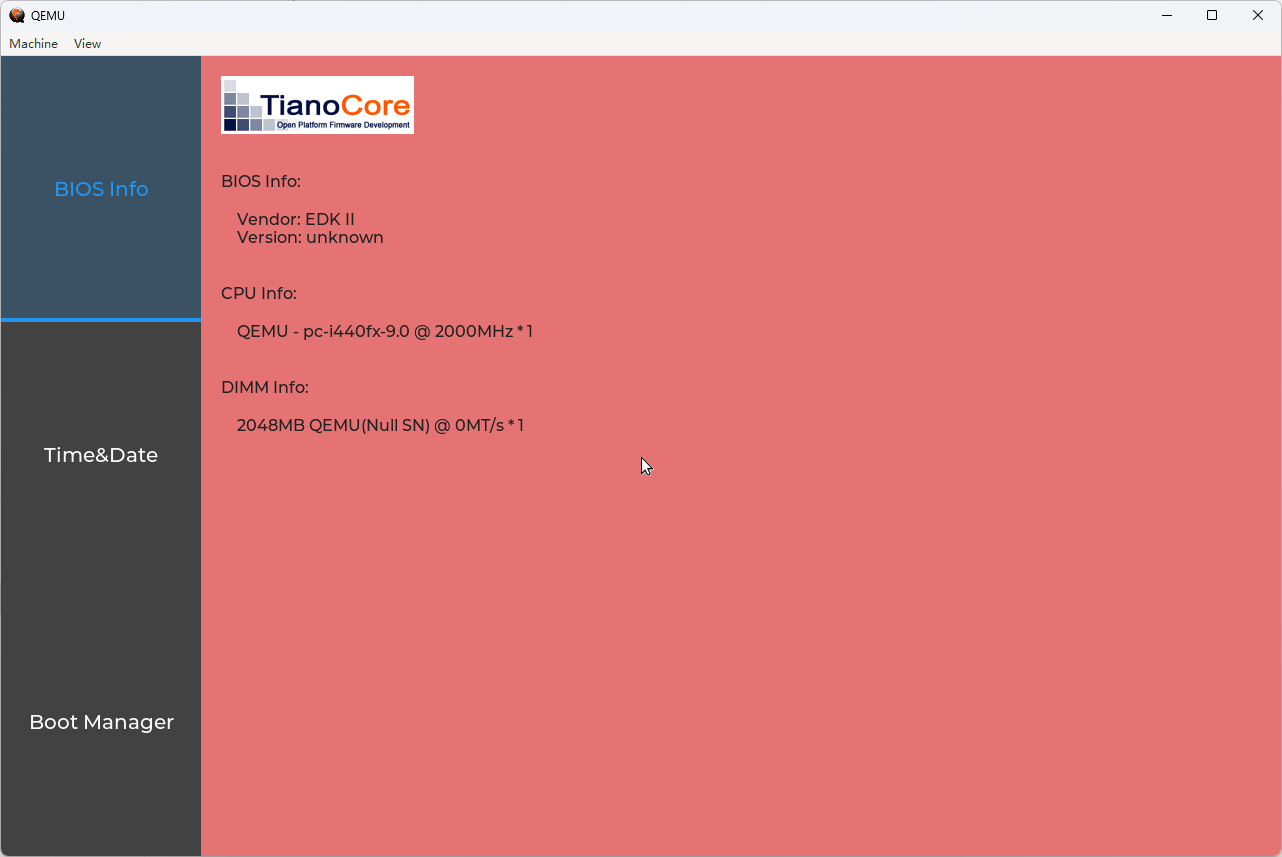 QEMU
Machine View
BIOS Info
Time&Date
Boot Manager
TianoCore
Open Platform Firmware Development
BIOS Info:
Vendor: EDK II
Version: unknown
CPU Info:
QEMU - pc-i440fx-9.0 @ 2000MHz * 1
DIMM Info:
2048MB QEMU(Null SN) @ 0MT/s * 1